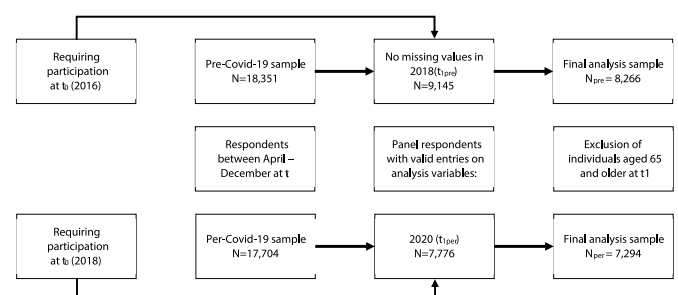 Requiring
participation
at t0 (2016)
Pre-Covid-19 sample
N=18,351
No missing values in
2018(t1pre)
N=9,145
Final analysis sample
Npre = 8,266
Respondents
between April –
December at t
Panel respondents
with valid entries on
analysis variables:
Exclusion of
individuals aged 65
and older at t1
Requiring
participation
at t0 (2018)
Per-Covid-19 sample
N=17,704
2020 (t1per)
N=7,776
Final analysis sample
Nper = 7,294